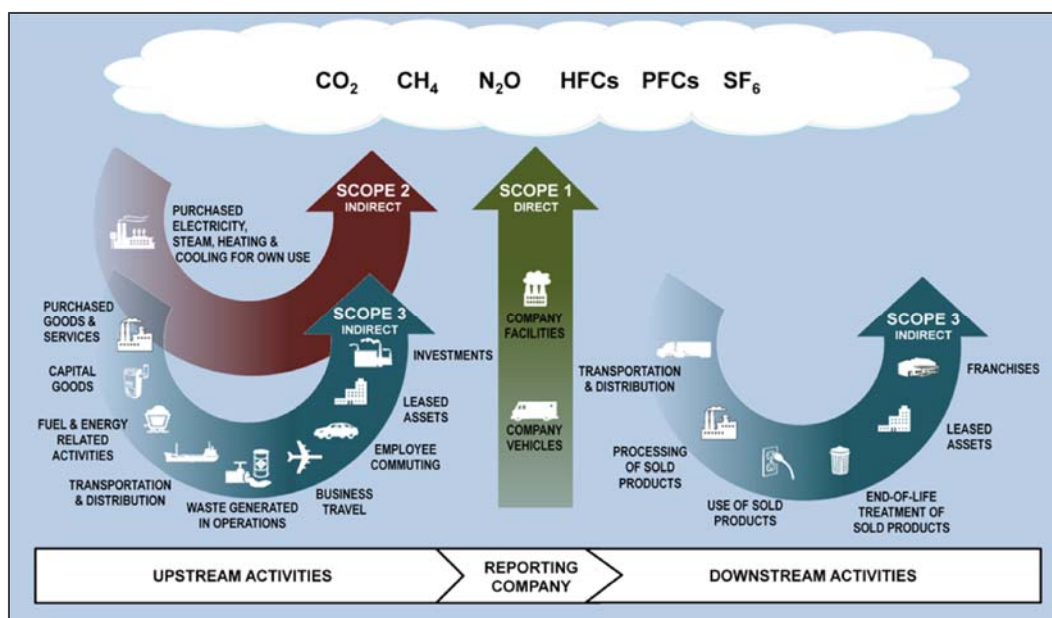 CO₂ CH₄ N₂O HFCs PFCs SF₆
SCOPE 2
INDIRECT
PURCHASED
ELECTRICITY,
STEAM, HEATING &
COOLING FOR OWN USE
PURCHASED
GOODS &
SERVICES
CAPITAL
GOODS
FUEL & ENERGY
RELATED
ACTIVITIES
TRANSPORTATION
& DISTRIBUTION
WASTE GENERATED
IN OPERATIONS
BUSINESS
TRAVEL
EMPLOYEE
COMMUTING
LEASED
ASSETS
INVESTMENTS
SCOPE 3
INDIRECT
SCOPE 1
DIRECT
COMPANY
FACILITIES
COMPANY
VEHICLES
TRANSPORTATION
& DISTRIBUTION
PROCESSING
OF SOLD
PRODUCTS
USE OF SOLD
PRODUCTS
END-OF-LIFE
TREATMENT OF
SOLD PRODUCTS
LEASED
ASSETS
FRANCHISES
SCOPE 3
INDIRECT
UPSTREAM ACTIVITIES
REPORTING
COMPANY
DOWNSTREAM ACTIVITIES